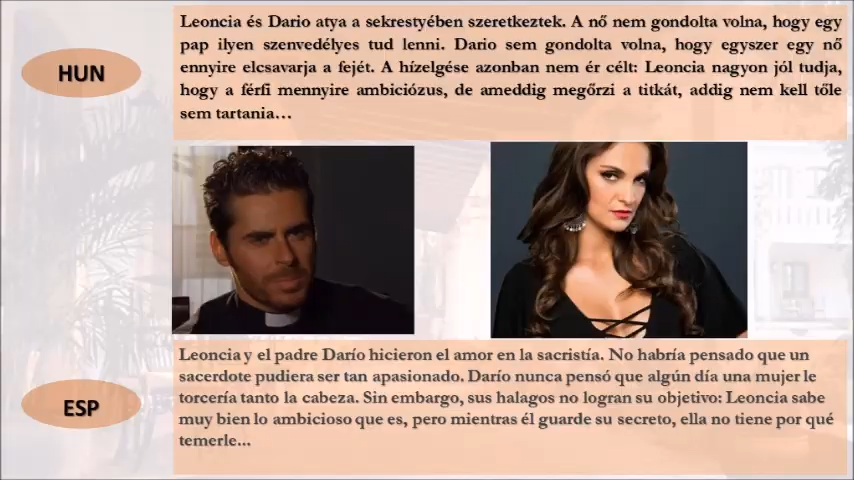 HUN
Leoncia és Dario atya a sekrestyében szeretkeztek. A nő nem gondolta volna, hogy egy
pap ilyen szenvedélyes tud lenni. Dario sem gondolta volna, hogy egyszer egy nő
ennyire elcsavarja a fejét. A hízelgése azonban nem ér célt: Leoncia nagyon jól tudja,
hogy a férfi mennyire ambiciózus, de ameddig megőrzi a titkát, addig nem kell tőle
sem tartania…
ESP
Leoncia y el padre Darío hicieron el amor en la sacristía. No habría pensado que un
sacerdote pudiera ser tan apasionado. Darío nunca pensó que algún día una mujer le
torcería tanto la cabeza. Sin embargo, sus halagos no logran su objetivo: Leoncia sabe
muy bien lo ambicioso que es, pero mientras él guarde su secreto, ella no tiene por qué
temerle...